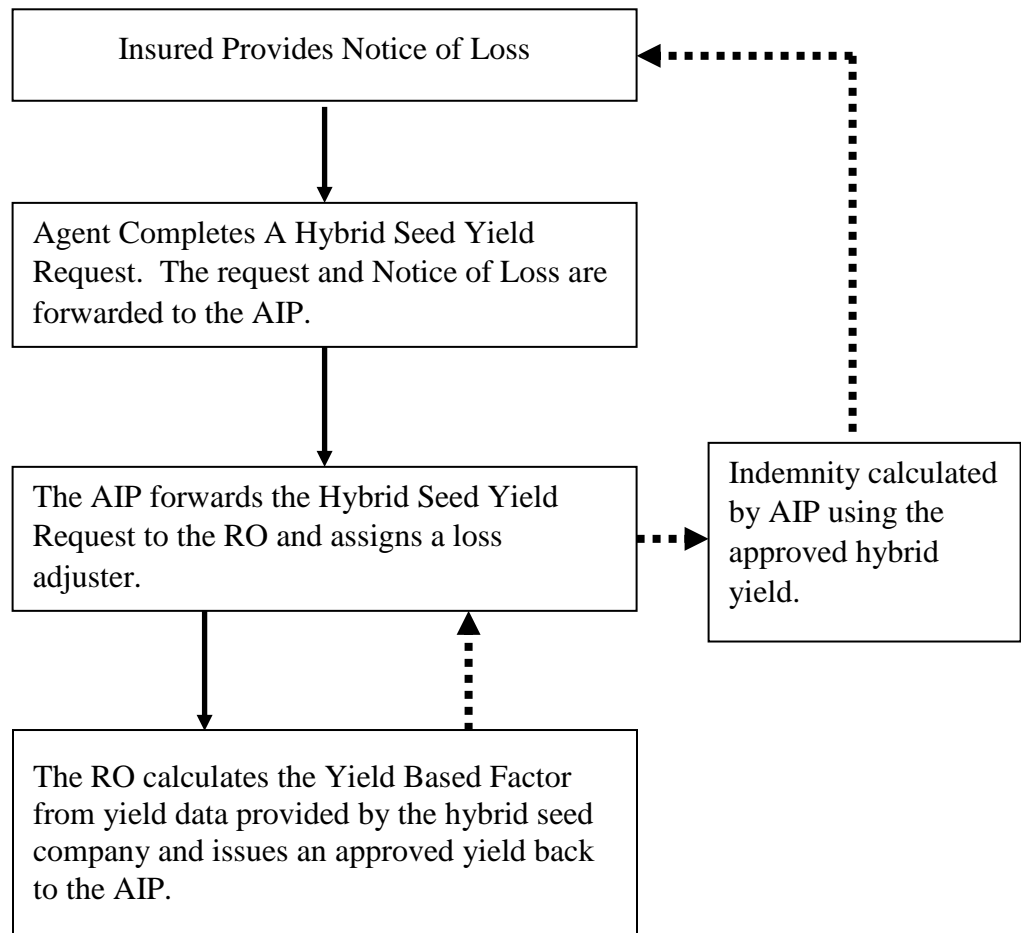 Insured Provides Notice of Loss
Agent Completes A Hybrid Seed Yield
Request.  The request and Notice of Loss are
forwarded to the AIP.
The AIP forwards the Hybrid Seed Yield
Request to the RO and assigns a loss
adjuster.
Indemnity calculated
by AIP using the
approved hybrid
yield.
The RO calculates the Yield Based Factor
from yield data provided by the hybrid seed
company and issues an approved yield back
to the AIP.